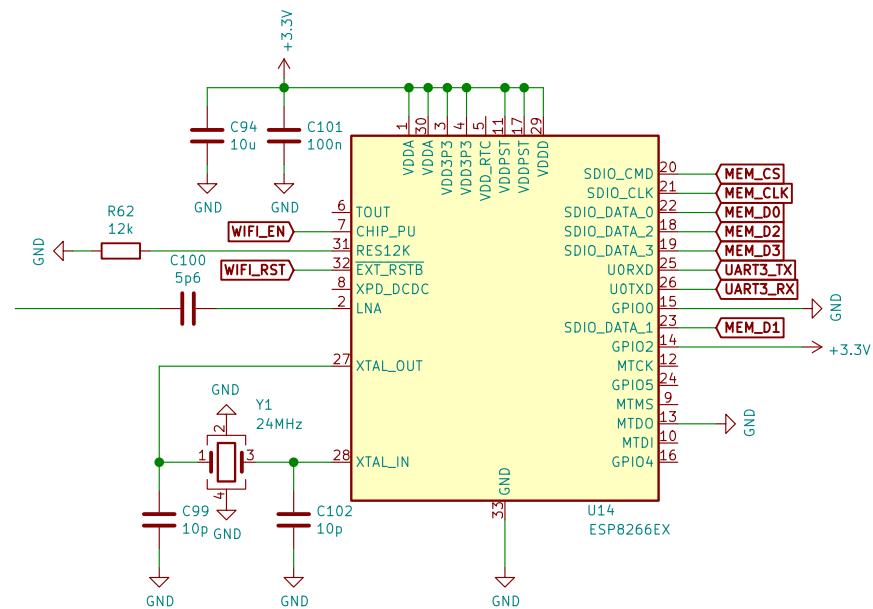 +3.3V
C94
10u
C101
100n
GND
GND
1
30
3
4
5
11
17
29
VDDA
VDDA
VDD3P3
VDD3P3
VDD_RTC
VDDPST
VDDPST
VDDD
R62
12k
GND
WIFI_EN
WIFI_RST
C100
5p6
6 TOUT
7 CHIP_PU
31 RES12K
32 EXT_RSTB
8 XPD_DCDC
2 LNA
27 XTAL_OUT
28 XTAL_IN
SDIO_CMD 20 MEM_CS
SDIO_CLK 21 MEM_CLK
SDIO_DATA_0 22 MEM_D0
SDIO_DATA_2 18 MEM_D2
SDIO_DATA_3 19 MEM_D3
U0RXD 25 UART3_TX
U0TXD 26 UART3_RX
GPIO0 15 GND
SDIO_DATA_1 23 MEM_D1
GPIO2 14 +3.3V
MTCK 12
GPIO5 24
MTMS 9
MTDO 13 GND
MTDI 10
GPIO4 16
GND
Y1
24MHz
2
1
3
4
GND
C99
10p
C102
10p
GND
GND
GND
33
GND
U14
ESP8266EX